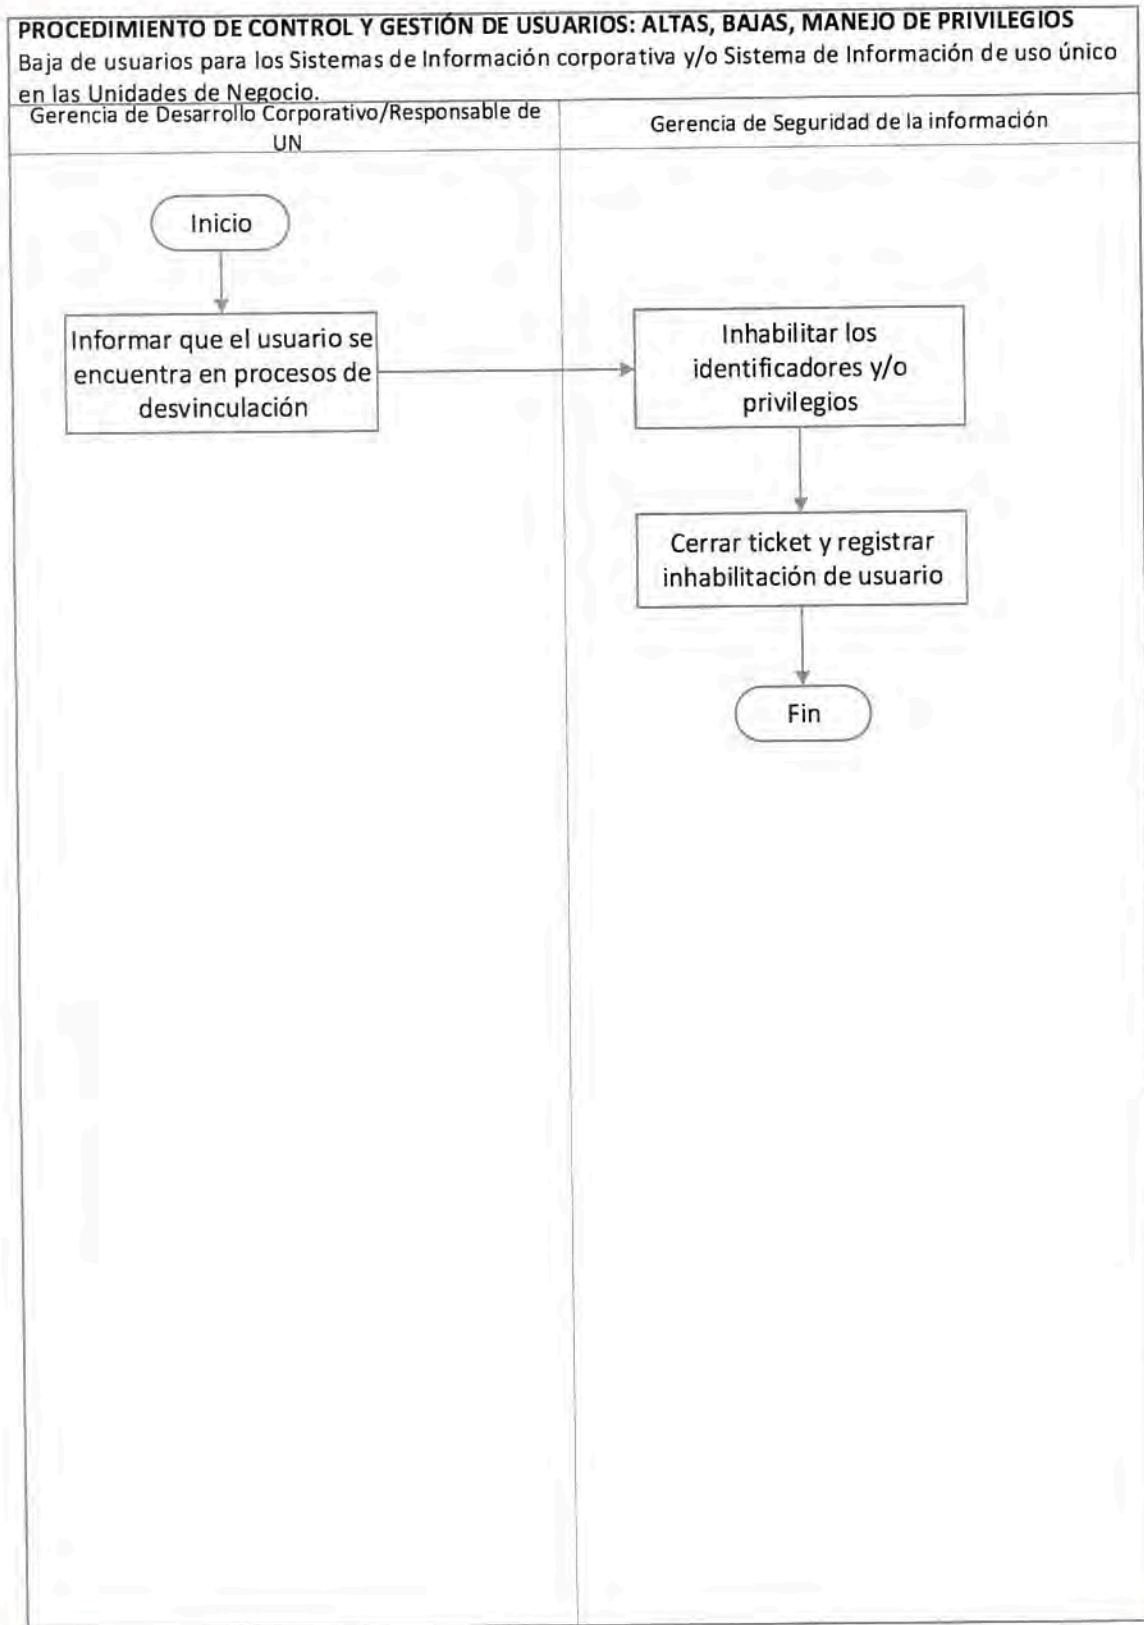 PROCEDIMIENTO DE CONTROL Y GESTIÓN DE USUARIOS: ALTAS, BAJAS, MANEJO DE PRIVILEGIOS
Baja de usuarios para los Sistemas de Información corporativa y/o Sistema de Información de uso único
en las Unidades de Negocio.
Gerencia de Desarrollo Corporativo/Responsable de
UN
Gerencia de Seguridad de la información
Inicio
Informar que el usuario se
encuentra en procesos de
desvinculación
Inhabilitar los
identificadores y/o
privilegios
Cerrar ticket y registrar
inhabilitación de usuario
Fin